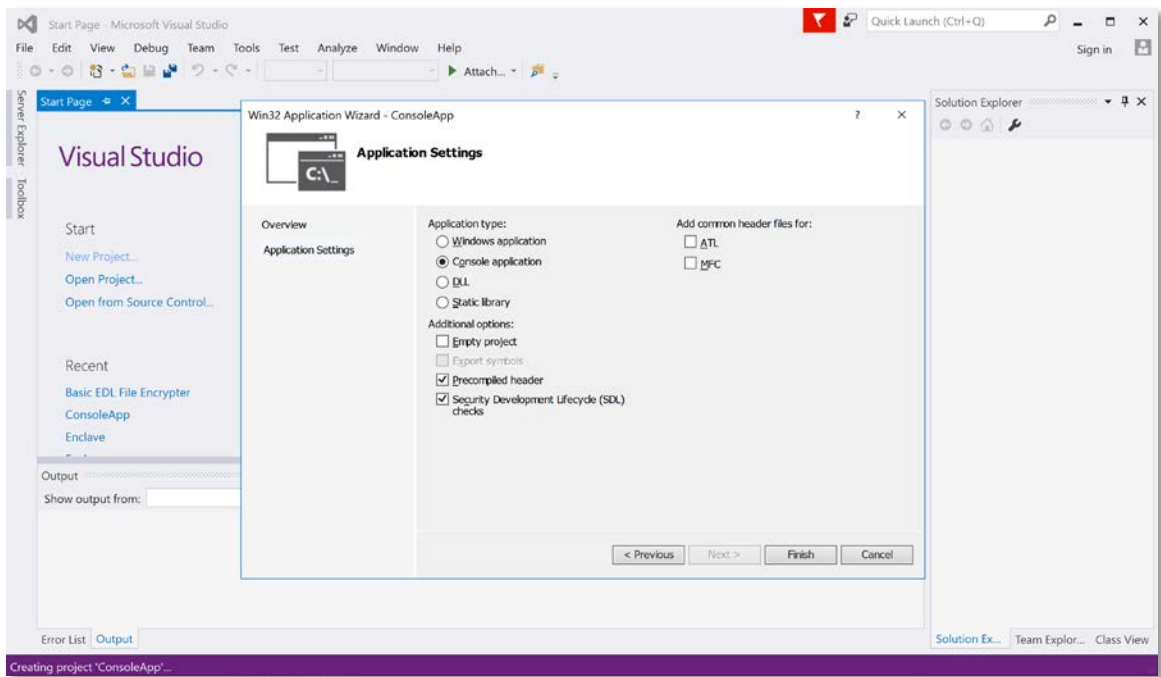 Start Page - Microsoft Visual Studio
Quick Launch (Ctrl+Q)
File Edit View Debug Team Tools Test Analyze Window Help
Sign in
Attach...
Server Explorer
Toolbox
Start Page
Visual Studio
Start
New Project...
Open Project...
Open from Source Control...
Recent
Basic EDL File Encrypter
ConsoleApp
Enclave
Win32 Application Wizard - ConsoleApp
? X
C:\_
Application Settings
Overview
Application Settings
Application type:
Windows application
Console application
DLL
Static library
Additional options:
Empty project
Export symbols
Precompiled header
Security Development Lifecycle (SDL)
checks
Add common header files for:
ATL
MFC
< Previous Next > Finish Cancel
Solution Explorer
Output
Show output from:
Error List Output
Solution Ex... Team Explor... Class View
Creating project 'ConsoleApp'...